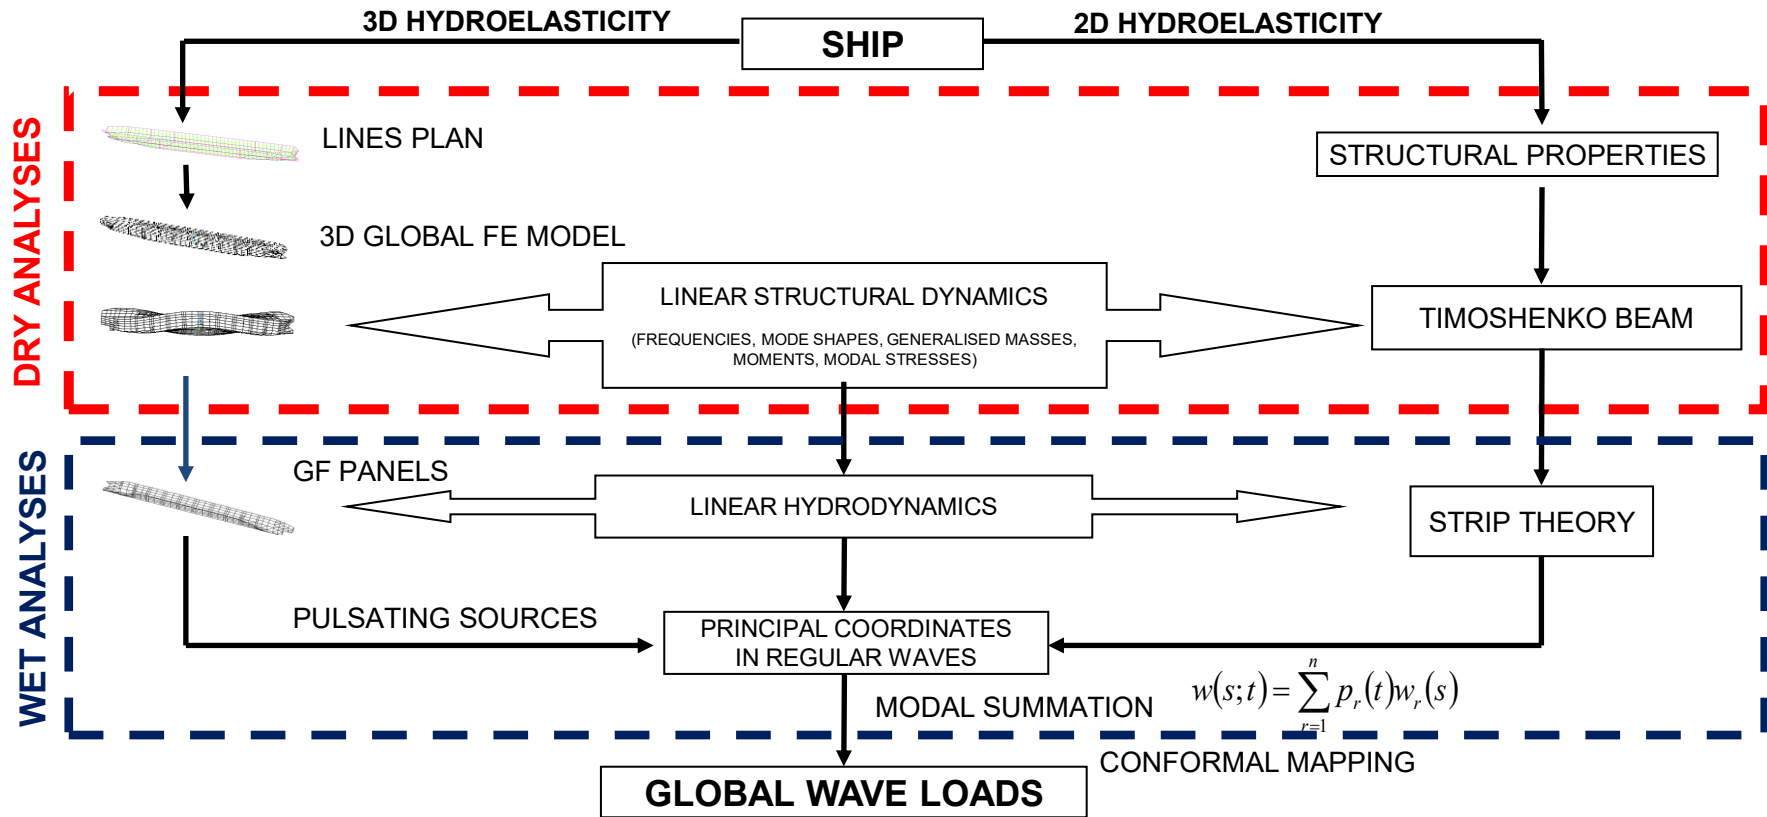 3D HYDROELASTICITY
SHIP
2D HYDROELASTICITY
DRY ANALYSES
LINES PLAN
STRUCTURAL PROPERTIES
3D GLOBAL FE MODEL
LINEAR STRUCTURAL DYNAMICS
(FREQUENCIES, MODE SHAPES, GENERALISED MASSES,
MOMENTS, MODAL STRESSES)
TIMOSHENKO BEAM
WET ANALYSES
GF PANELS
LINEAR HYDRODYNAMICS
STRIP THEORY
PULSATING SOURCES
PRINCIPAL COORDINATES
IN REGULAR WAVES
MODAL SUMMATION
w(s;t)=∑_{r=1}^{n} p_r(t)w_r(s)
CONFORMAL MAPPING
GLOBAL WAVE LOADS